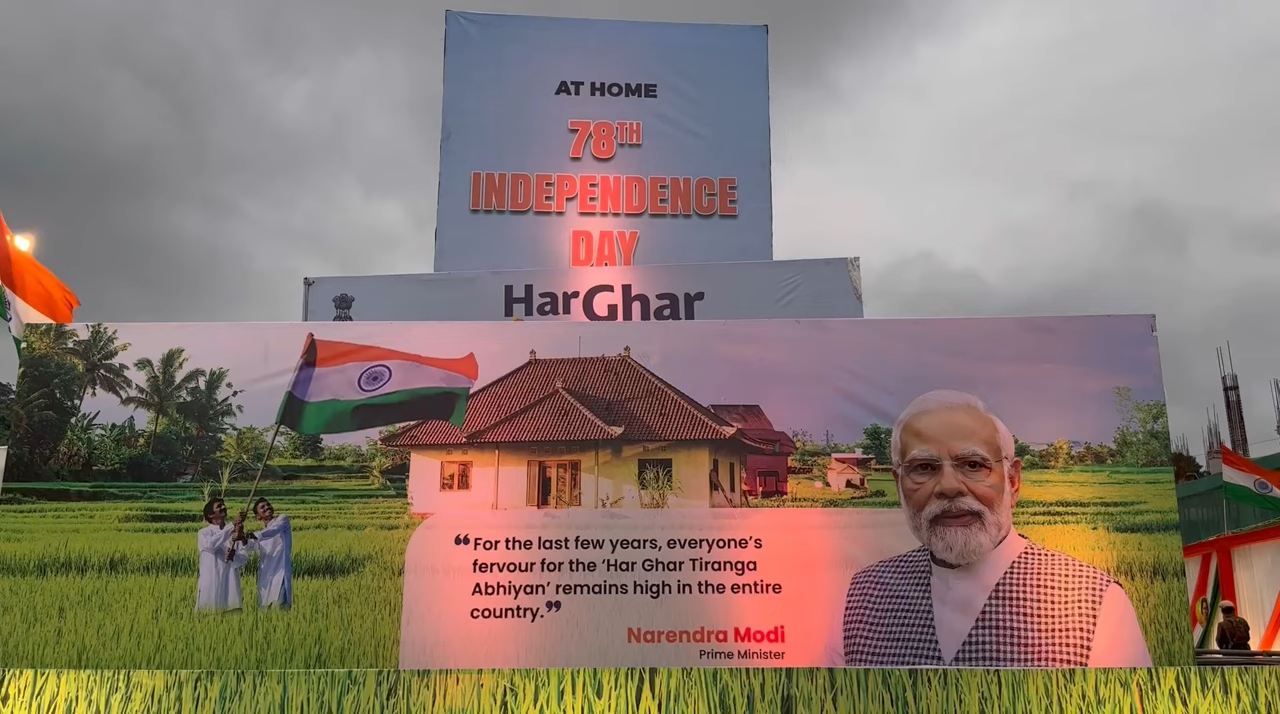 AT HOME
78TH
INDEPENDENCE
DAY
HarGhar
“For the last few years, everyone’s
fervour for the ‘Har Ghar Tiranga
Abhiyan’ remains high in the entire
country.”
Narendra Modi
Prime Minister